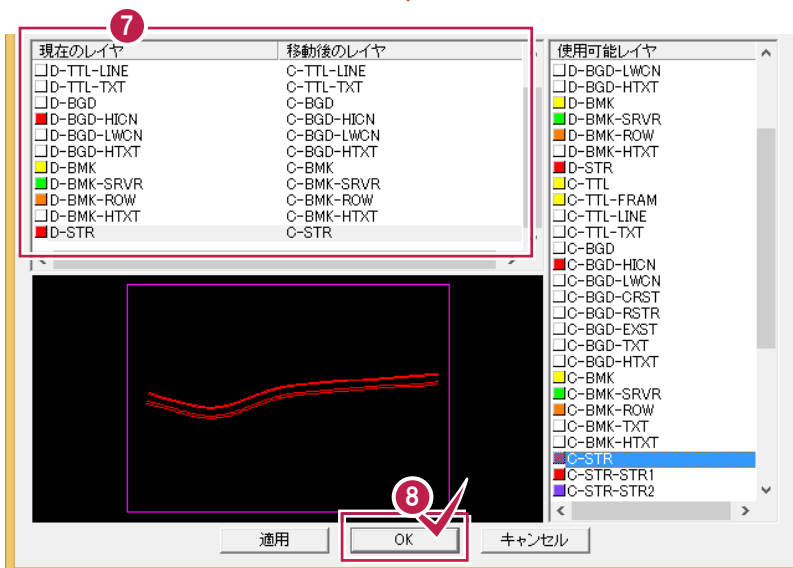 7
現在のレイヤ 移動後のレイヤ
D-TTL-LINE C-TTL-LINE
D-TTL-TXT C-TTL-TXT
D-BGD C-BGD
D-BGD-HICN C-BGD-HICN
D-BGD-LWCN C-BGD-LWCN
D-BGD-HTXT C-BGD-HTXT
D-BMK C-BMK
D-BMK-SRVR C-BMK-SRVR
D-BMK-ROW C-BMK-ROW
D-BMK-HTXT C-BMK-HTXT
D-STR C-STR
使用可能レイヤ
D-BGD-LWCN
D-BGD-HTXT
D-BMK
D-BMK-SRVR
D-BMK-ROW
D-BMK-HTXT
D-STR
C-TTL
C-TTL-FRAM
C-TTL-LINE
C-TTL-TXT
C-BGD
C-BGD-HICN
C-BGD-LWCN
C-BGD-CRST
C-BGD-RSTR
C-BGD-EXST
C-BGD-TXT
C-BGD-HTXT
C-BMK
C-BMK-SRVR
C-BMK-ROW
C-BMK-TXT
C-BMK-HTXT
C-STR
C-STR-STR1
C-STR-STR2
8
適用 OK キャンセル